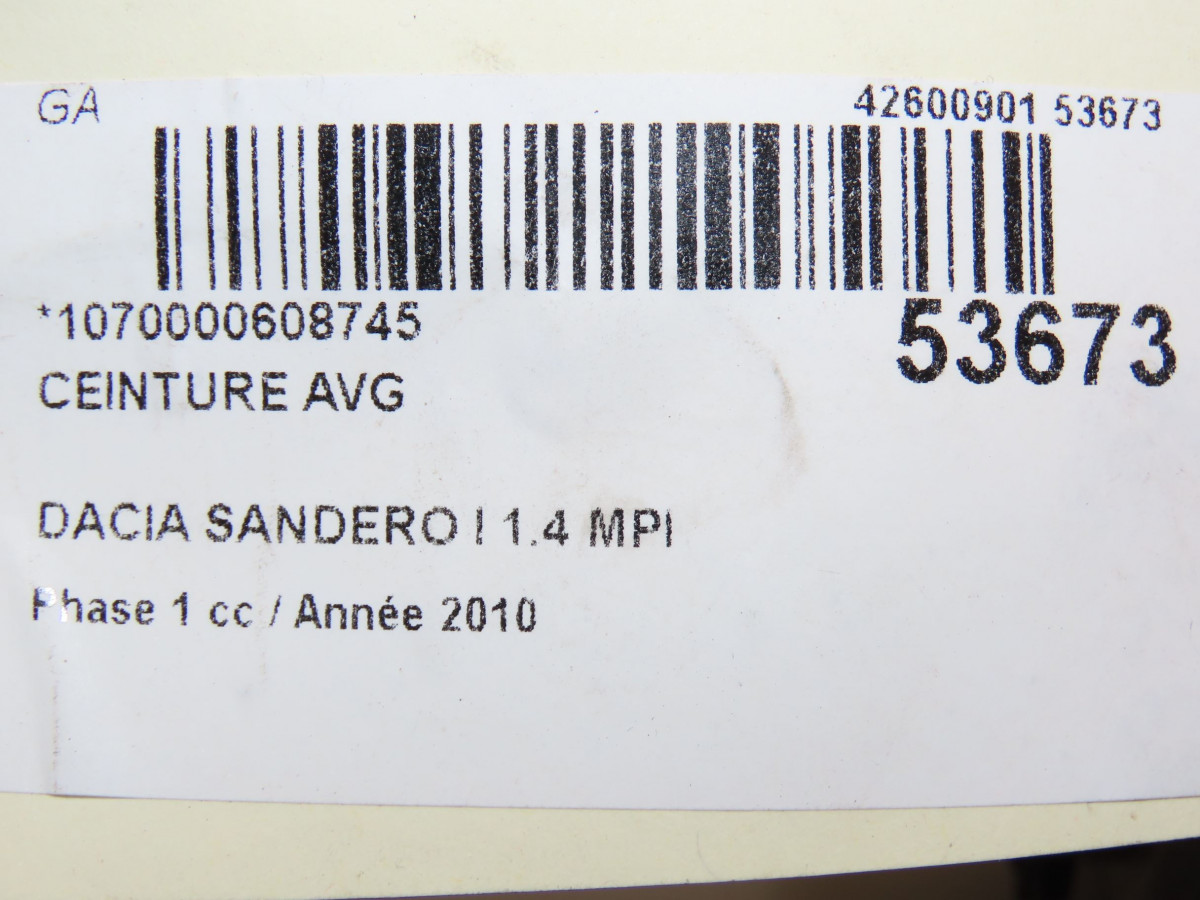 GA 42600901 53673
*1070000608745 53673
CEINTURE AVG
DACIA SANDERO I 1.4 MPI
Phase 1 cc / Année 2010